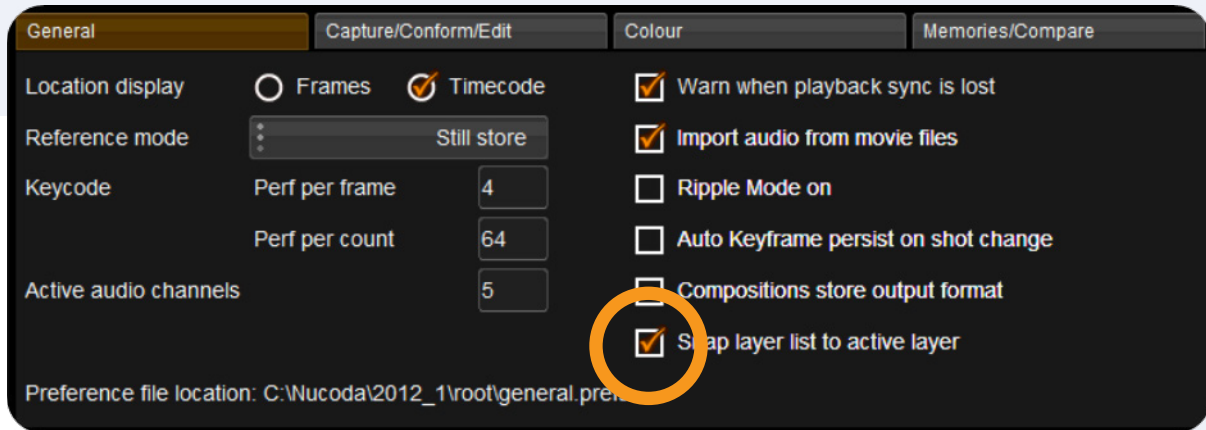 General Capture/Conform/Edit Colour Memories/Compare
Location display Frames Timecode Warn when playback sync is lost
Reference mode Still store Import audio from movie files
Keycode Perf per frame 4 Ripple Mode on
Perf per count 64 Auto Keyframe persist on shot change
Active audio channels 5 Compositions store output format
Snap layer list to active layer
Preference file location: C:\Nucoda\2012_1\root\general.prefs